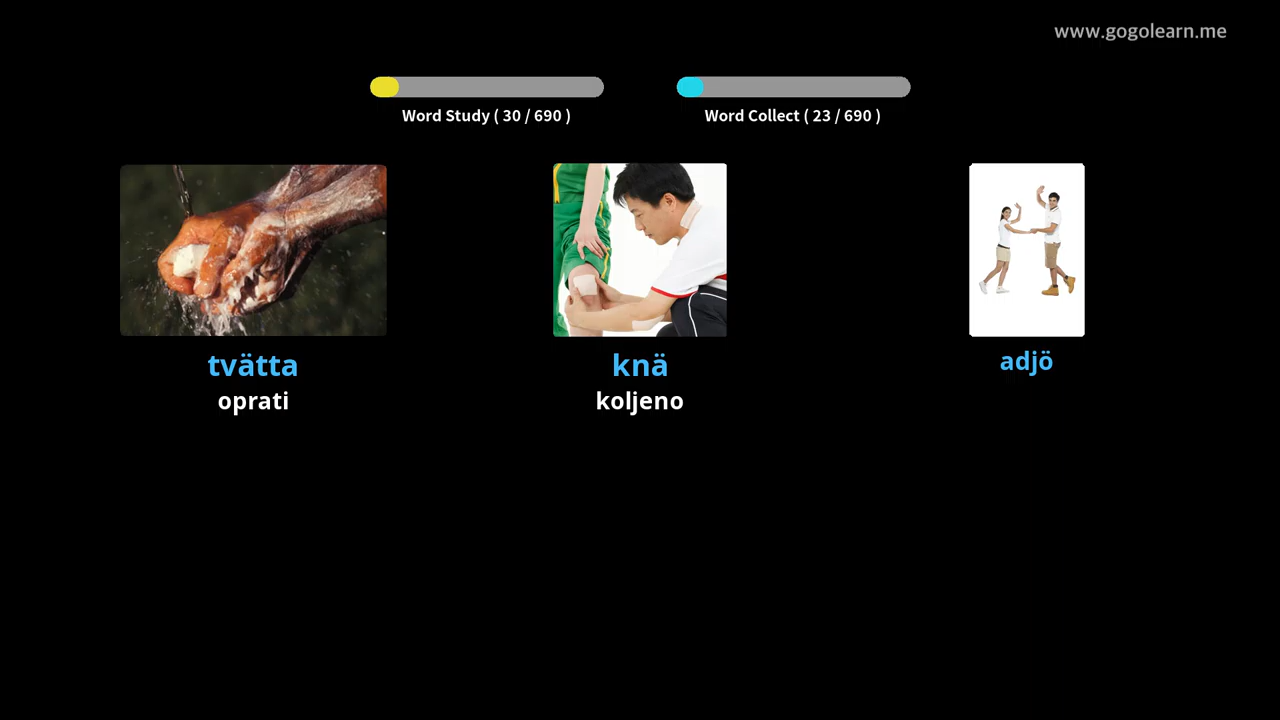 www.gogolearn.me
Word Study ( 30 / 690 )
Word Collect ( 23 / 690 )
tvätta
oprati
knä
koljeno
adjö